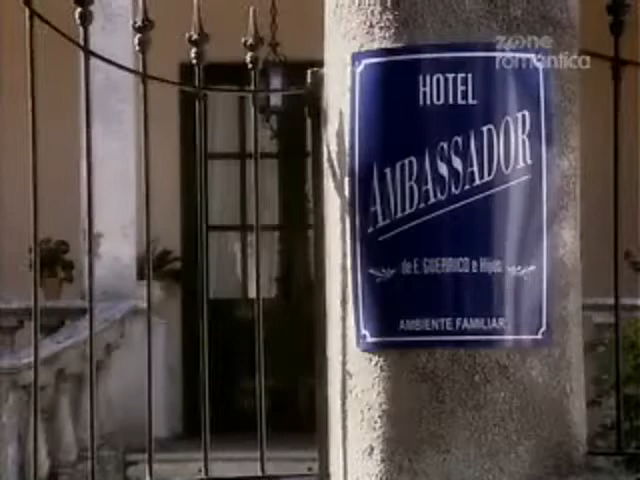 zone
romantica
HOTEL
AMBASSADOR
de E. GUERRICO e Hijos
AMBIENTE FAMILIAR